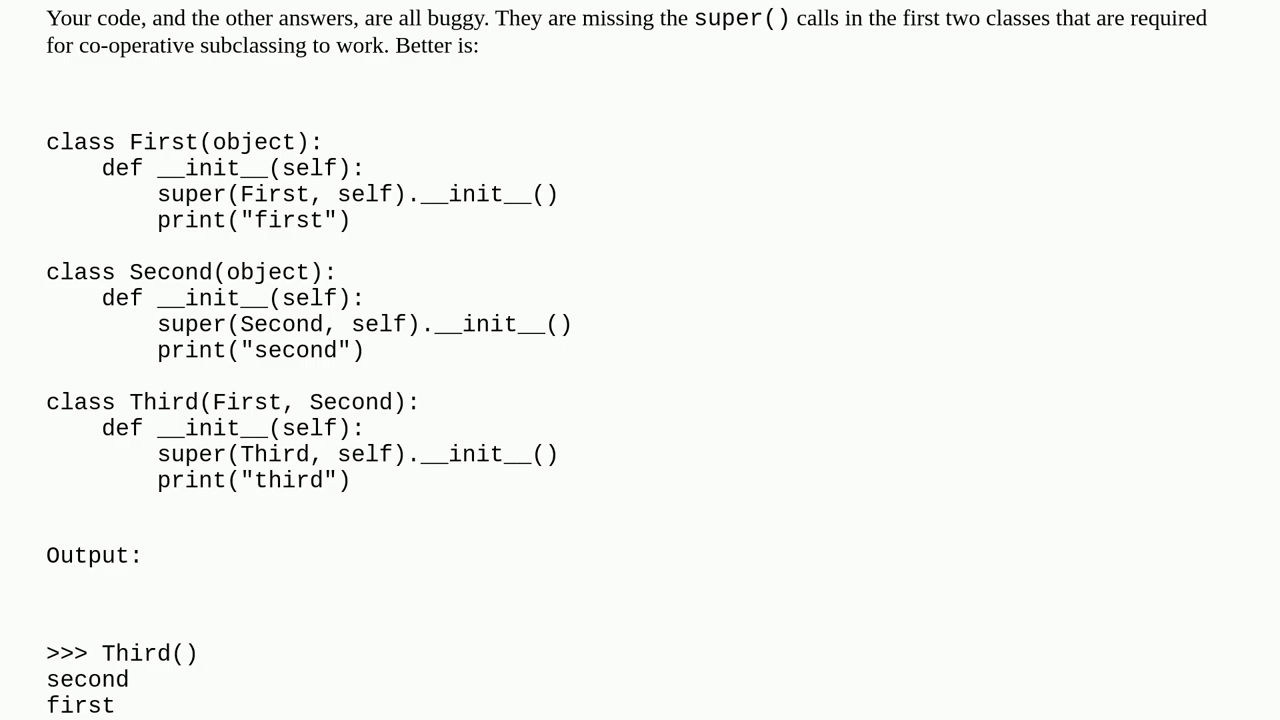 Your code, and the other answers, are all buggy. They are missing the super() calls in the first two classes that are required
for co-operative subclassing to work. Better is:
class First(object):
    def __init__(self):
        super(First, self).__init__()
        print("first")
class Second(object):
    def __init__(self):
        super(Second, self).__init__()
        print("second")
class Third(First, Second):
    def __init__(self):
        super(Third, self).__init__()
        print("third")
Output:
>>> Third()
second
first